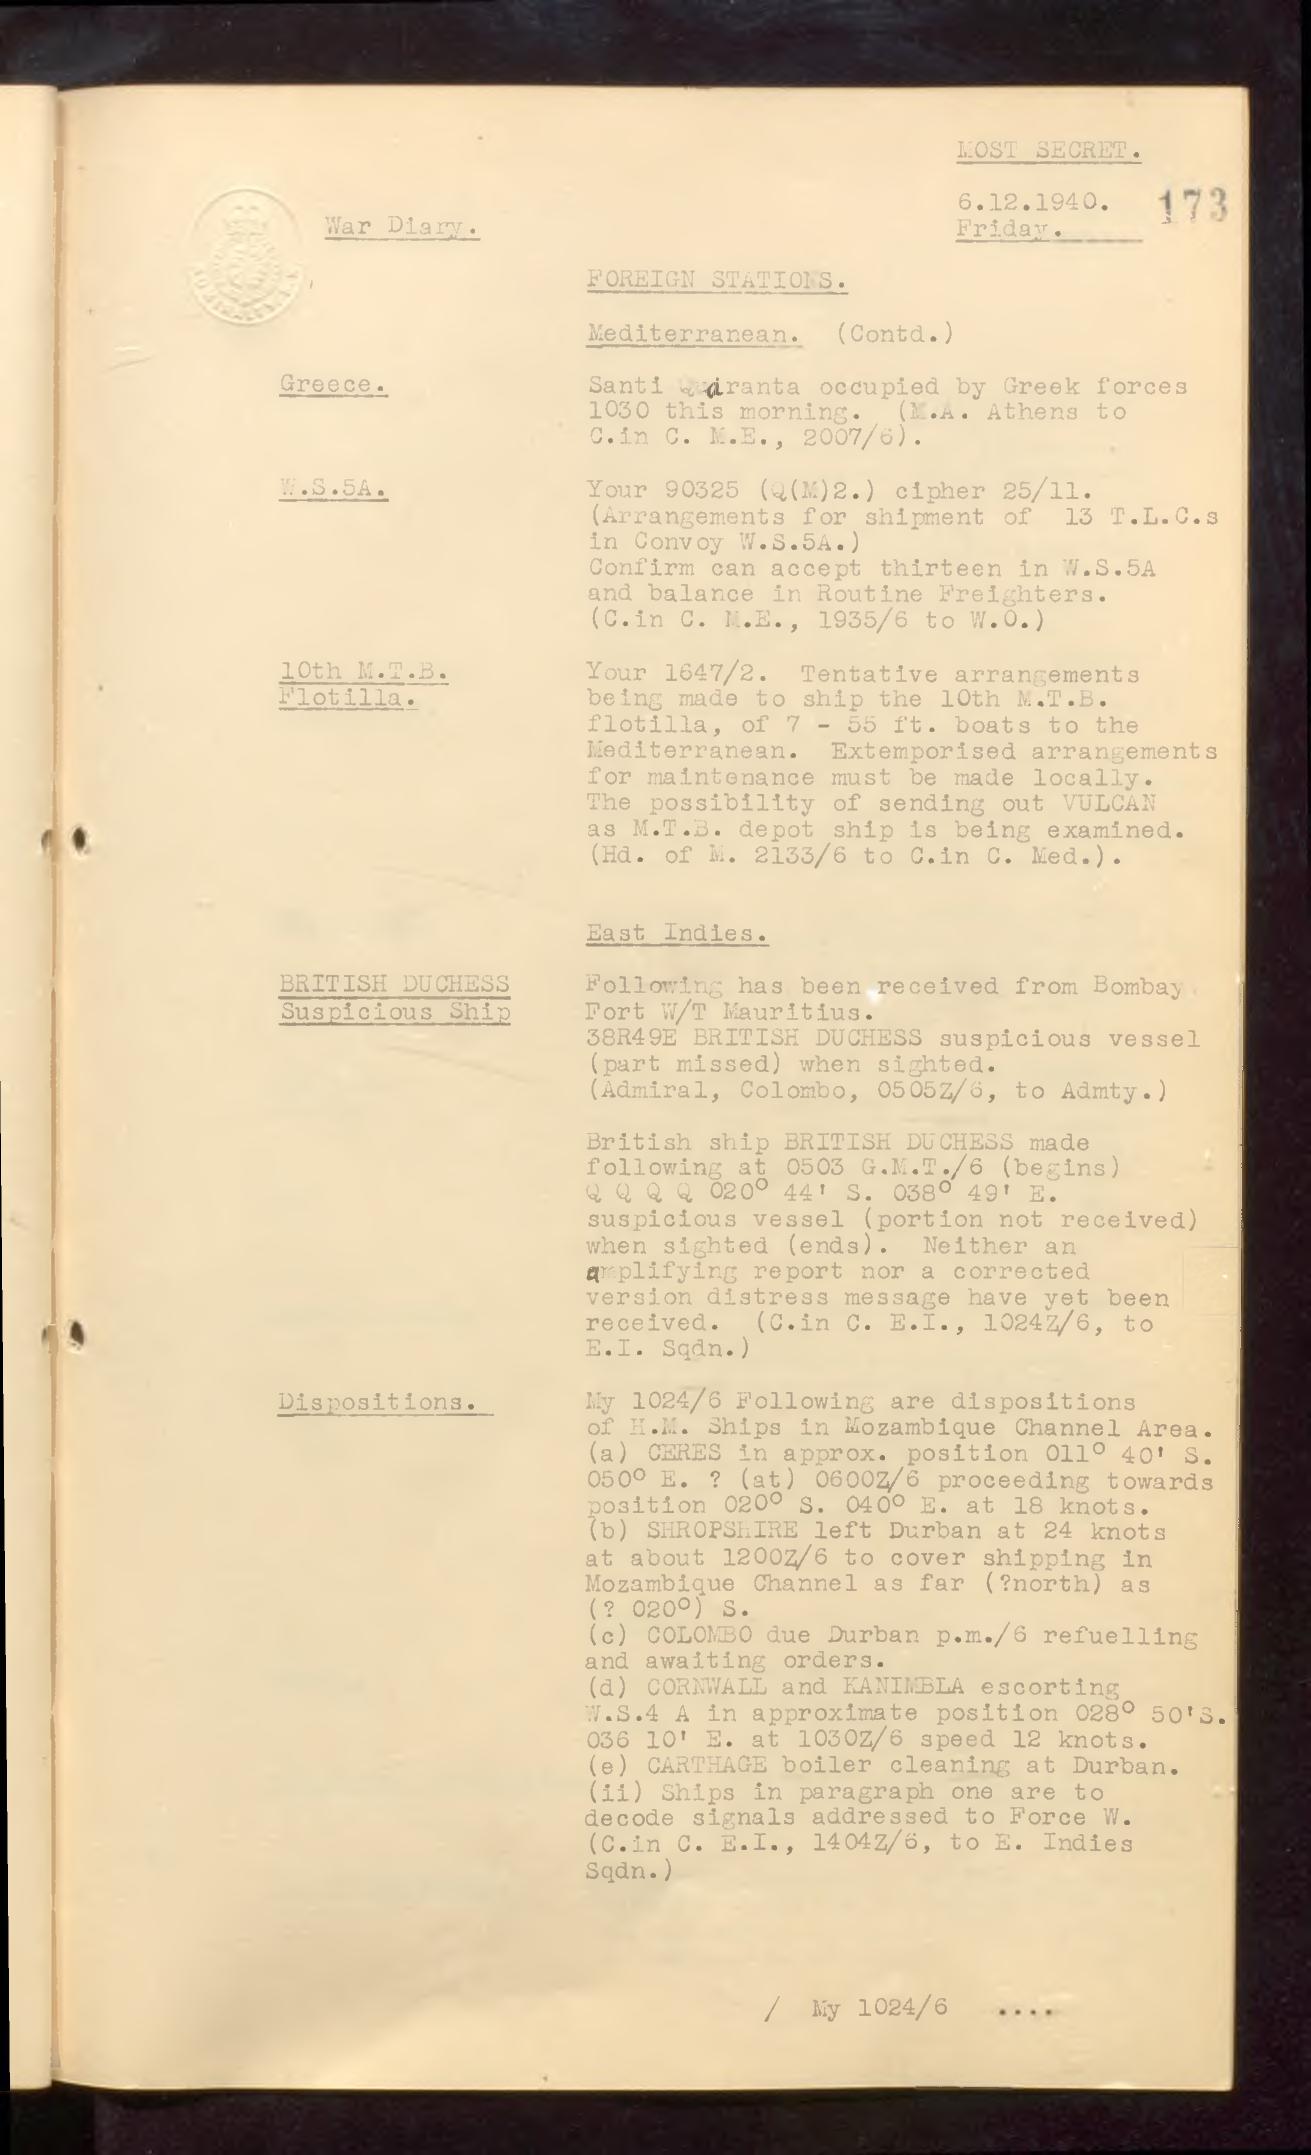 MOST SECRET.
6.12.1940.
173
War Diary.
Friday.
FOREIGN STATIONS.
Mediterranean. (Contd.)
Greece.
Santi Quaranta occupied by Greek forces
1030 this morning. (M.A. Athens to
C.in C. M.E., 2007/6).
W.S.5A.
Your 90325 (Q(M)2.) cipher 25/11.
(Arrangements for shipment of 13 T.L.C.s
in Convoy W.S.5A.)
Confirm can accept thirteen in W.S.5A
and balance in Routine Freighters.
(C.in C. M.E., 1935/6 to W.O.)
10th M.T.B.
Flotilla.
Your 1647/2. Tentative arrangements
being made to ship the 10th M.T.B.
flotilla, of 7 - 55 ft. boats to the
Mediterranean. Extemporised arrangements
for maintenance must be made locally.
The possibility of sending out VULCAN
as M.T.B. depot ship is being examined.
(Hd. of M. 2133/6 to C.in C. Med.).
East Indies.
BRITISH DUCHESS
Suspicious Ship
Following has been received from Bombay
Fort W/T Mauritius.
38R49E BRITISH DUCHESS suspicious vessel
(part missed) when sighted.
(Admiral, Colombo, 0505Z/6, to Admty.)
British ship BRITISH DUCHESS made
following at 0503 G.M.T./6 (begins)
Q Q Q Q 020° 44' S. 038° 49' E.
suspicious vessel (portion not received)
when sighted (ends). Neither an
amplifying report nor a corrected
version distress message have yet been
received. (C.in C. E.I., 1024Z/6, to
E.I. Sqdn.)
Dispositions.
My 1024/6 Following are dispositions
of H.M. Ships in Mozambique Channel Area.
(a) CERES in approx. position 011° 40' S.
050° E. ? (at) 0600Z/6 proceeding towards
position 020° S. 040° E. at 18 knots.
(b) SHROPSHIRE left Durban at 24 knots
at about 1200Z/6 to cover shipping in
Mozambique Channel as far (?north) as
(? 020°) S.
(c) COLOMBO due Durban p.m./6 refuelling
and awaiting orders.
(d) CORNWALL and KANIMBLA escorting
W.S.4 A in approximate position 028° 50'S.
036 10' E. at 1030Z/6 speed 12 knots.
(e) CARTHAGE boiler cleaning at Durban.
(ii) Ships in paragraph one are to
decode signals addressed to Force W.
(C.in C. E.I., 1404Z/6, to E. Indies
Sqdn.)
/ My 1024/6 ....